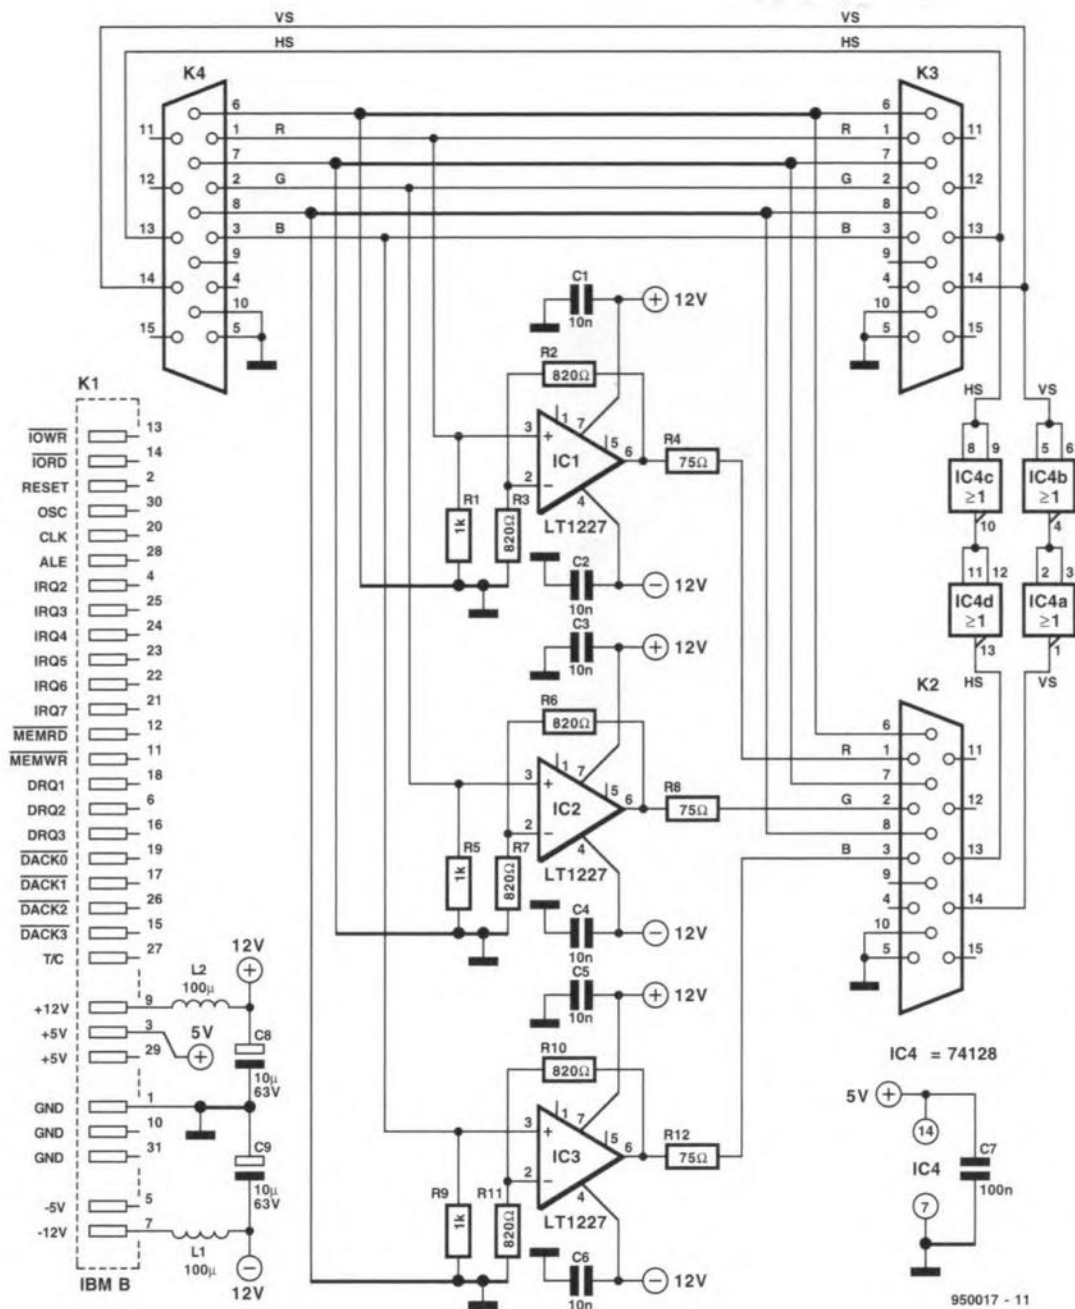 VS VS
HS HS
K4 K3
6 6
11 1 R R 1 11
7 7
12 2 G G 2 12
8 8
13 3 B B 3 13
9 9
14 4 4 14
10 10
15 5 5 15
C1
10n
12V
R2
820Ω
1
7
3
+
IC1
5
6
2
−
4
LT1227
R4
75Ω
R1
1k
R3
820Ω
C2
10n
12V
HS VS
8 9 5 6
IC4c IC4b
≥1 ≥1
10 4
11 12 2 3
IC4d IC4a
≥1 ≥1
13 1
HS VS
K1
IOWR 13
IORD 14
RESET 2
OSC 30
CLK 20
ALE 28
IRQ2 4
IRQ3 25
IRQ4 24
IRQ5 23
IRQ6 22
IRQ7 21
MEMRD 12
MEMWR 11
DRQ1 18
DRQ2 6
DRQ3 16
DACK0 19
DACK1 17
DACK2 26
DACK3 15
T/C 27
12V
+
L2
100µ
+12V 9
+5V 3
5V
+
+5V 29
C8
10µ
63V
GND 1
GND 10
GND 31
C9
10µ
63V
-5V 5
-12V 7
L1
100µ
−
12V
IBM B
C3
10n
+ 12V
R6
820Ω
1
7
3
+
IC2
5
6
2
−
4
LT1227
R8
75Ω
R5
1k
R7
820Ω
C4
10n
− 12V
K2
6
R 1 11
7
G 2 12
8
B 3 13
9
4 14
10
5 15
C5
10n
+ 12V
R10
820Ω
1
7
3
+
IC3
5
6
2
−
4
LT1227
R12
75Ω
R9
1k
R11
820Ω
C6
10n
− 12V
IC4 = 74128
5V +
14
IC4
7
C7
100n
950017 - 11